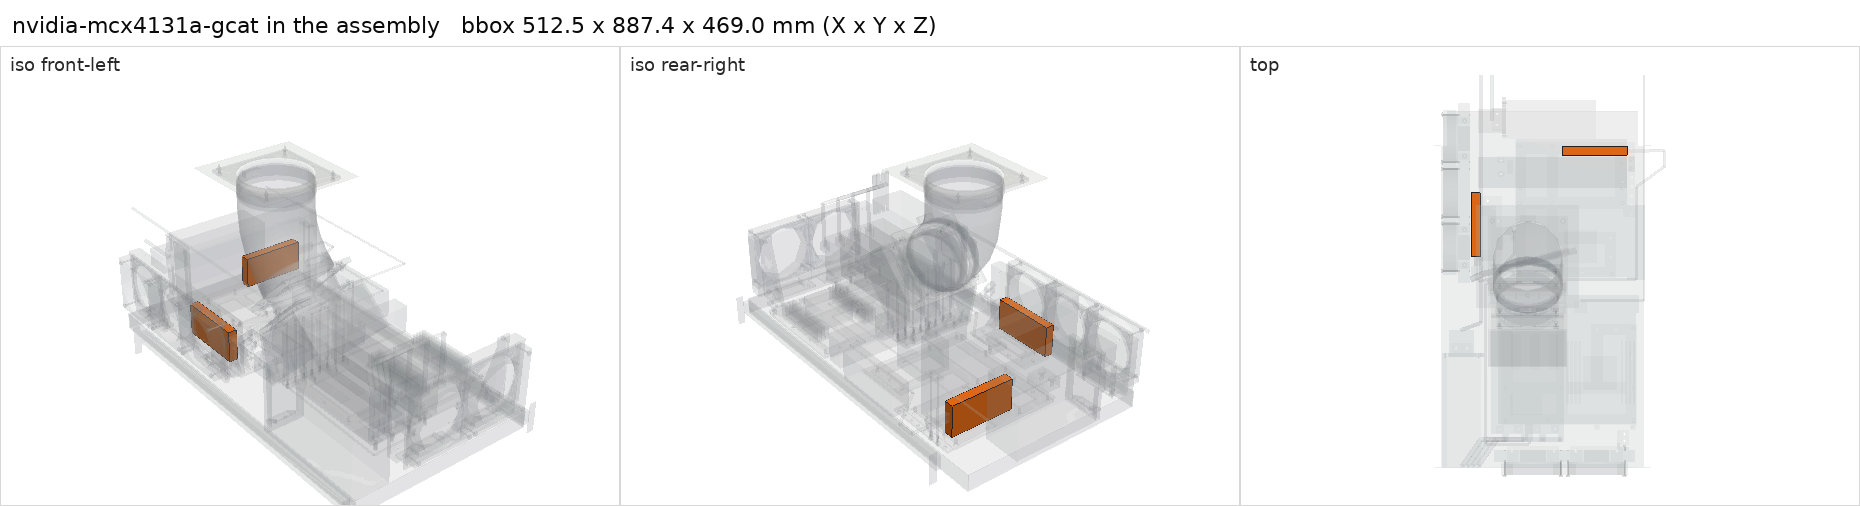 nvidia-mcx4131a-gcat in the assembly   bbox 512.5 x 887.4 x 469.0 mm (X x Y x Z)
iso front-left
iso rear-right
top